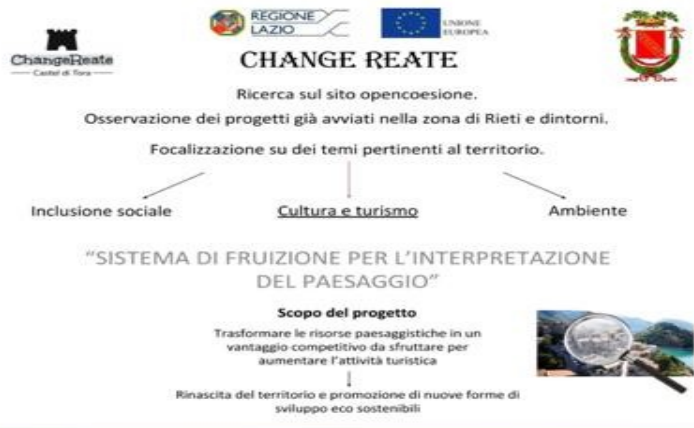 REGIONE
LAZIO
UNIONE
EUROPEA
ChangeReate
Castel di Tora
CHANGE REATE
Ricerca sul sito opencoesione.
Osservazione dei progetti già avviati nella zona di Rieti e dintorni.
Focalizzazione su dei temi pertinenti al territorio.
Inclusione sociale
Cultura e turismo
Ambiente
“SISTEMA DI FRUIZIONE PER L’INTERPRETAZIONE
DEL PAESAGGIO”
Scopo del progetto
Trasformare le risorse paesaggistiche in un
vantaggio competitivo da sfruttare per
aumentare l’attività turistica
Rinascita del territorio e promozione di nuove forme di
sviluppo eco sostenibili